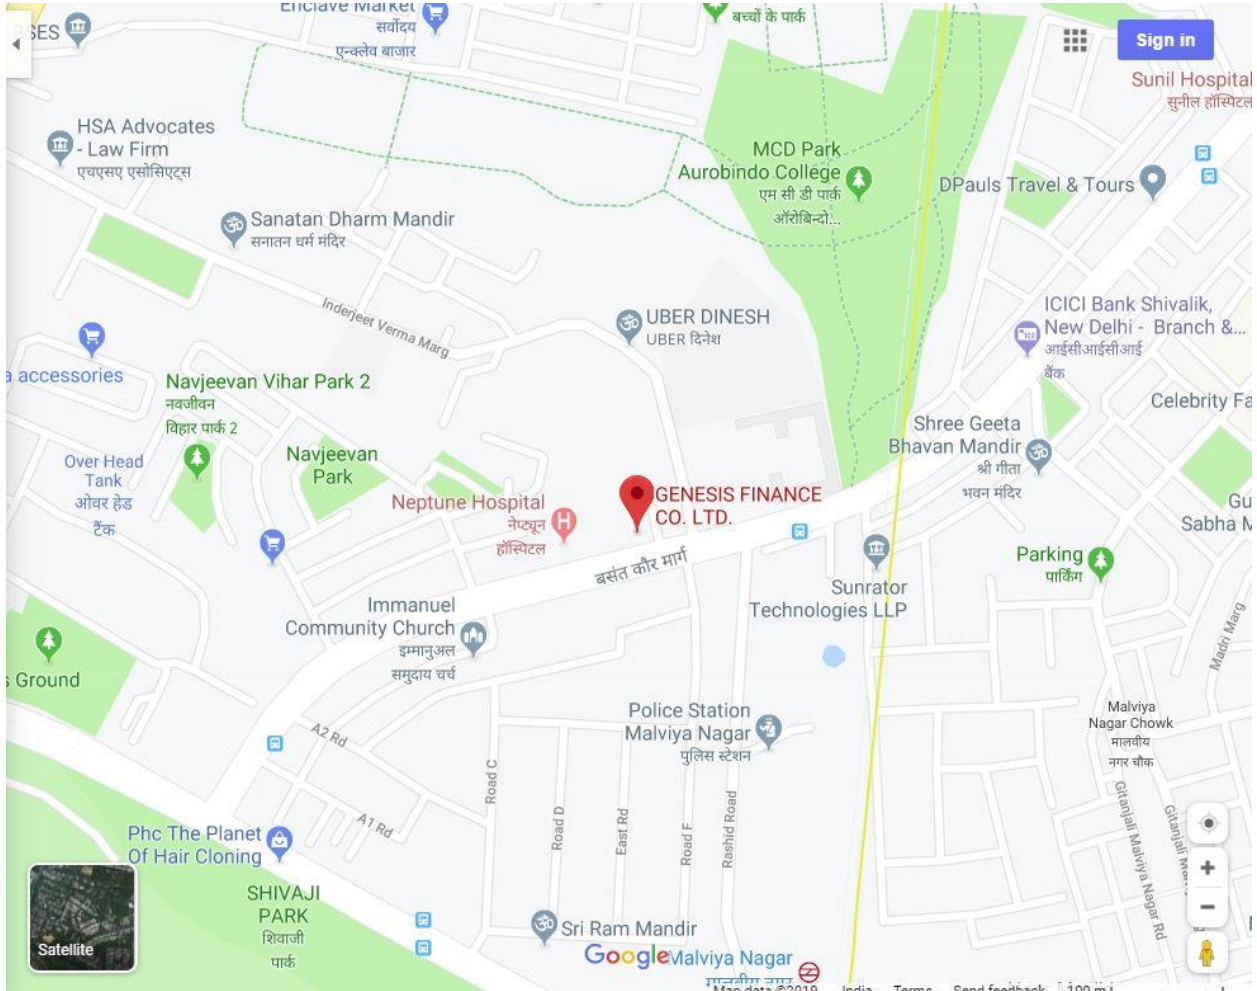 Enclave Market
सर्वोदय
एन्क्लेव बाजार
बच्चों के पार्क
Sign in
Sunil Hospital
सुनील हॉस्पिटल
HSA Advocates
- Law Firm
एचएसए एसोसिएट्स
MCD Park
Aurobindo College
एम सी डी पार्क
ऑरोबिन्दो...
DPauls Travel & Tours
Sanatan Dharm Mandir
सनातन धर्म मंदिर
Inderjeet Verma Marg
UBER DINESH
UBER दिनेश
ICICI Bank Shivalik,
New Delhi - Branch &...
आईसीआईसीआई
बैंक
a accessories
Navjeevan Vihar Park 2
नवजीवन
विहार पार्क 2
Celebrity Fa
Shree Geeta
Bhavan Mandir
श्री गीता
भवन मंदिर
Over Head
Tank
ओवर हेड
टैंक
Navjeevan
Park
Neptune Hospital
नेप्ट्यून
हॉस्पिटल
GENESIS FINANCE
CO. LTD.
Gu
Sabha M
बसंत कौर मार्ग
Parking
पार्किंग
Sunrator
Technologies LLP
Immanuel
Community Church
इम्मानुअल
समुदाय चर्च
Madri Marg
s Ground
Police Station
Malviya Nagar
पुलिस स्टेशन
Malviya
Nagar Chowk
मालवीय
नगर चौक
A2 Rd
A1 Rd
Road C
Road D
East Rd
Road F
Rashid Road
Gitanjali Malviya Nagar Rd
Phc The Planet
Of Hair Cloning
SHIVAJI
PARK
शिवाजी
पार्क
Satellite
Sri Ram Mandir
Google
Malviya Nagar
मालवीय नगर
Map data ©2019 India Terms Send feedback 100 m